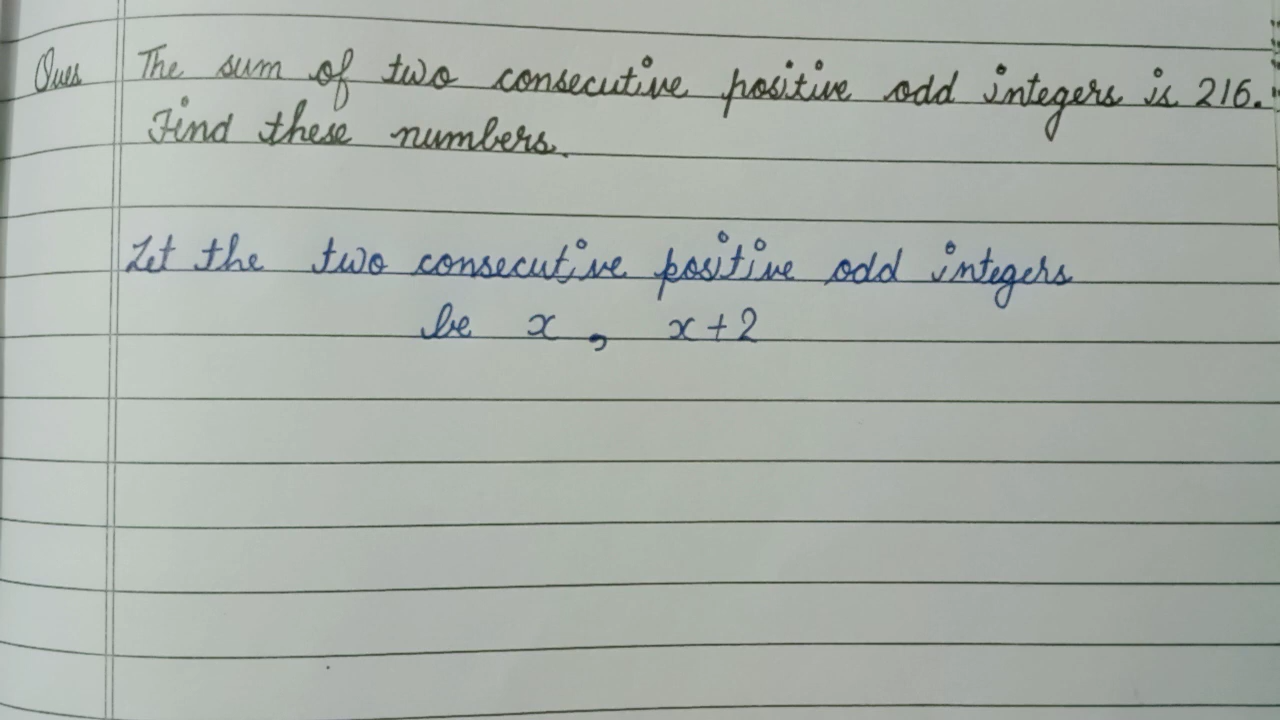 Ques The sum of two consecutive positive odd integers is 216.
Find these numbers.
Let the two consecutive positive odd integers
be x, x+2